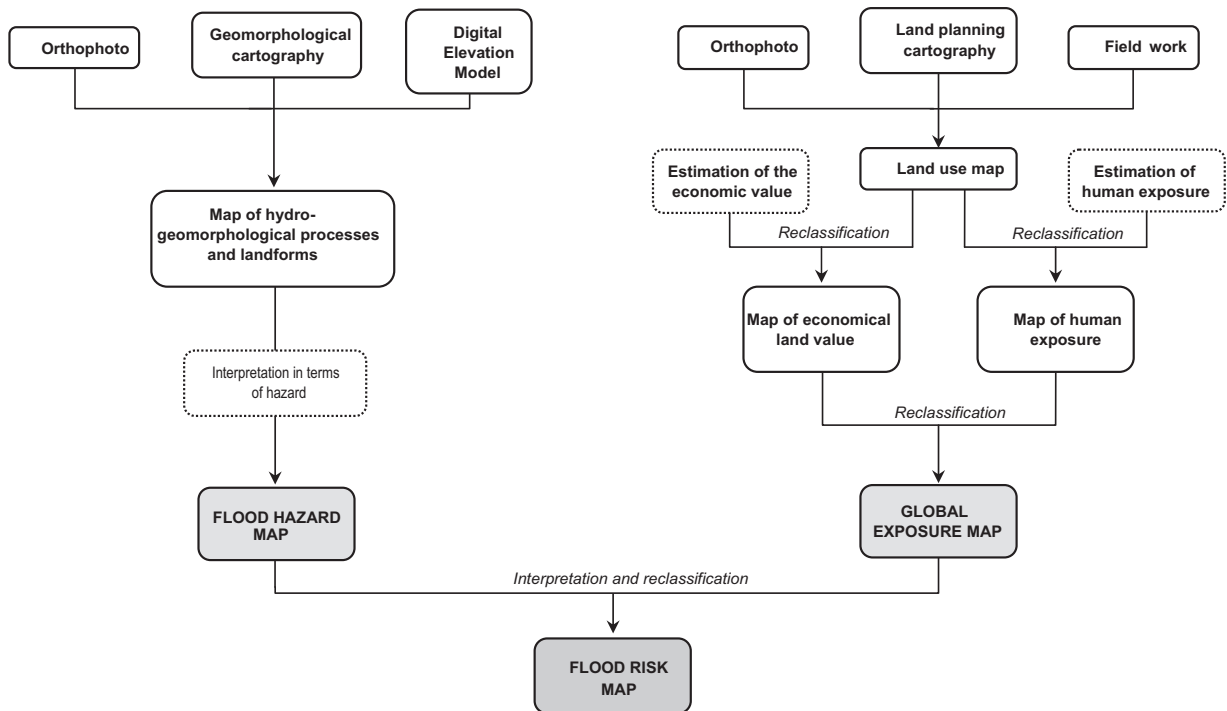 Orthophoto
Geomorphological
cartography
Digital
Elevation
Model
Orthophoto
Land planning
cartography
Field work
Estimation of the
economic value
Land use map
Estimation of
human exposure
Reclassification
Reclassification
Map of hydro-
geomorphological processes
and landforms
Map of economical
land value
Map of human
exposure
Interpretation in terms
of hazard
Reclassification
FLOOD HAZARD
MAP
GLOBAL
EXPOSURE MAP
Interpretation and reclassification
FLOOD RISK
MAP